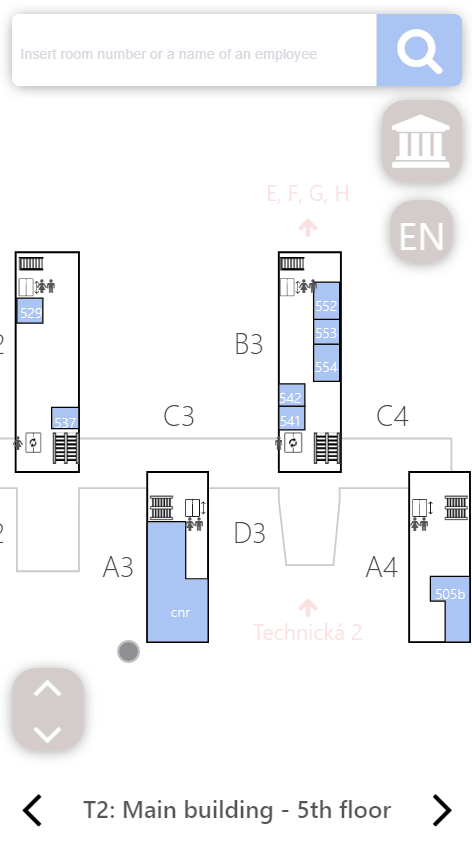 Insert room number or a name of an employee
E, F, G, H
EN
529
552
2
B3
553
554
542
537
541
C3
C4
2
D3
A3
A4
505b
cnr
Technická 2
T2: Main building - 5th floor